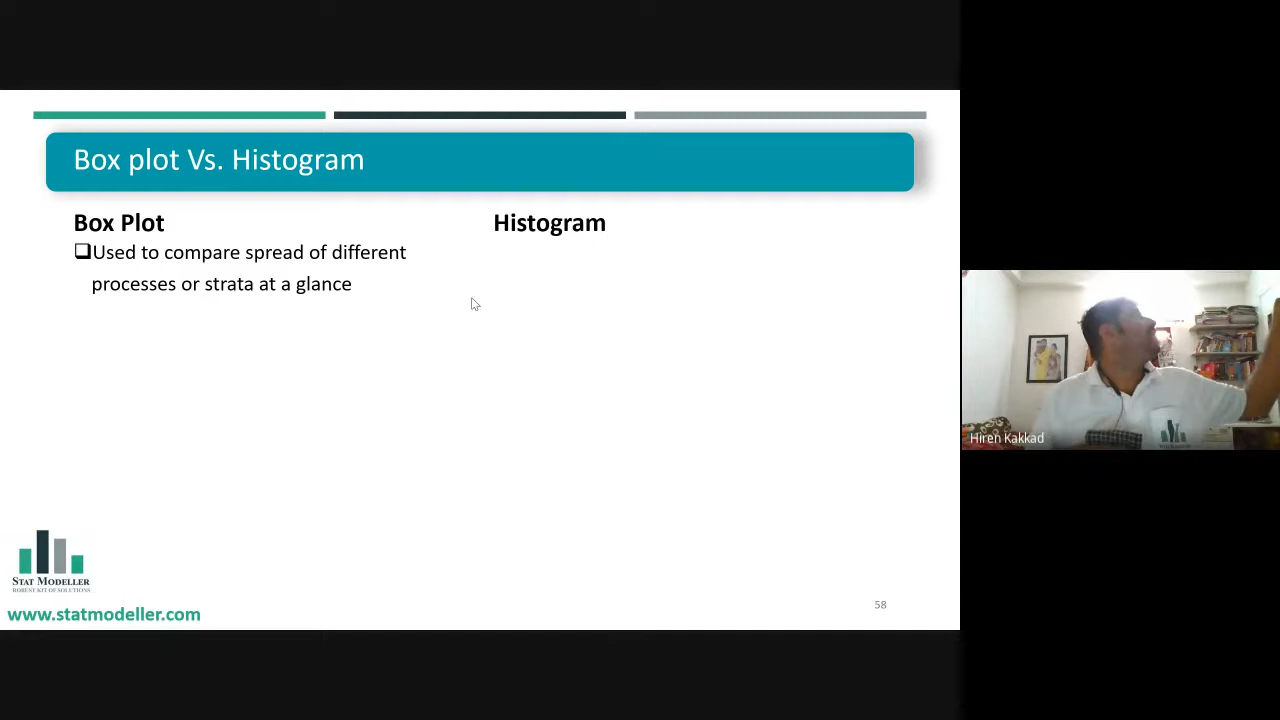 Box plot Vs. Histogram
Box Plot
❑Used to compare spread of different
processes or strata at a glance
Histogram
STAT MODELLER
ROBUST KIT OF SOLUTIONS
www.statmodeller.com
58
Hiren Kakkad